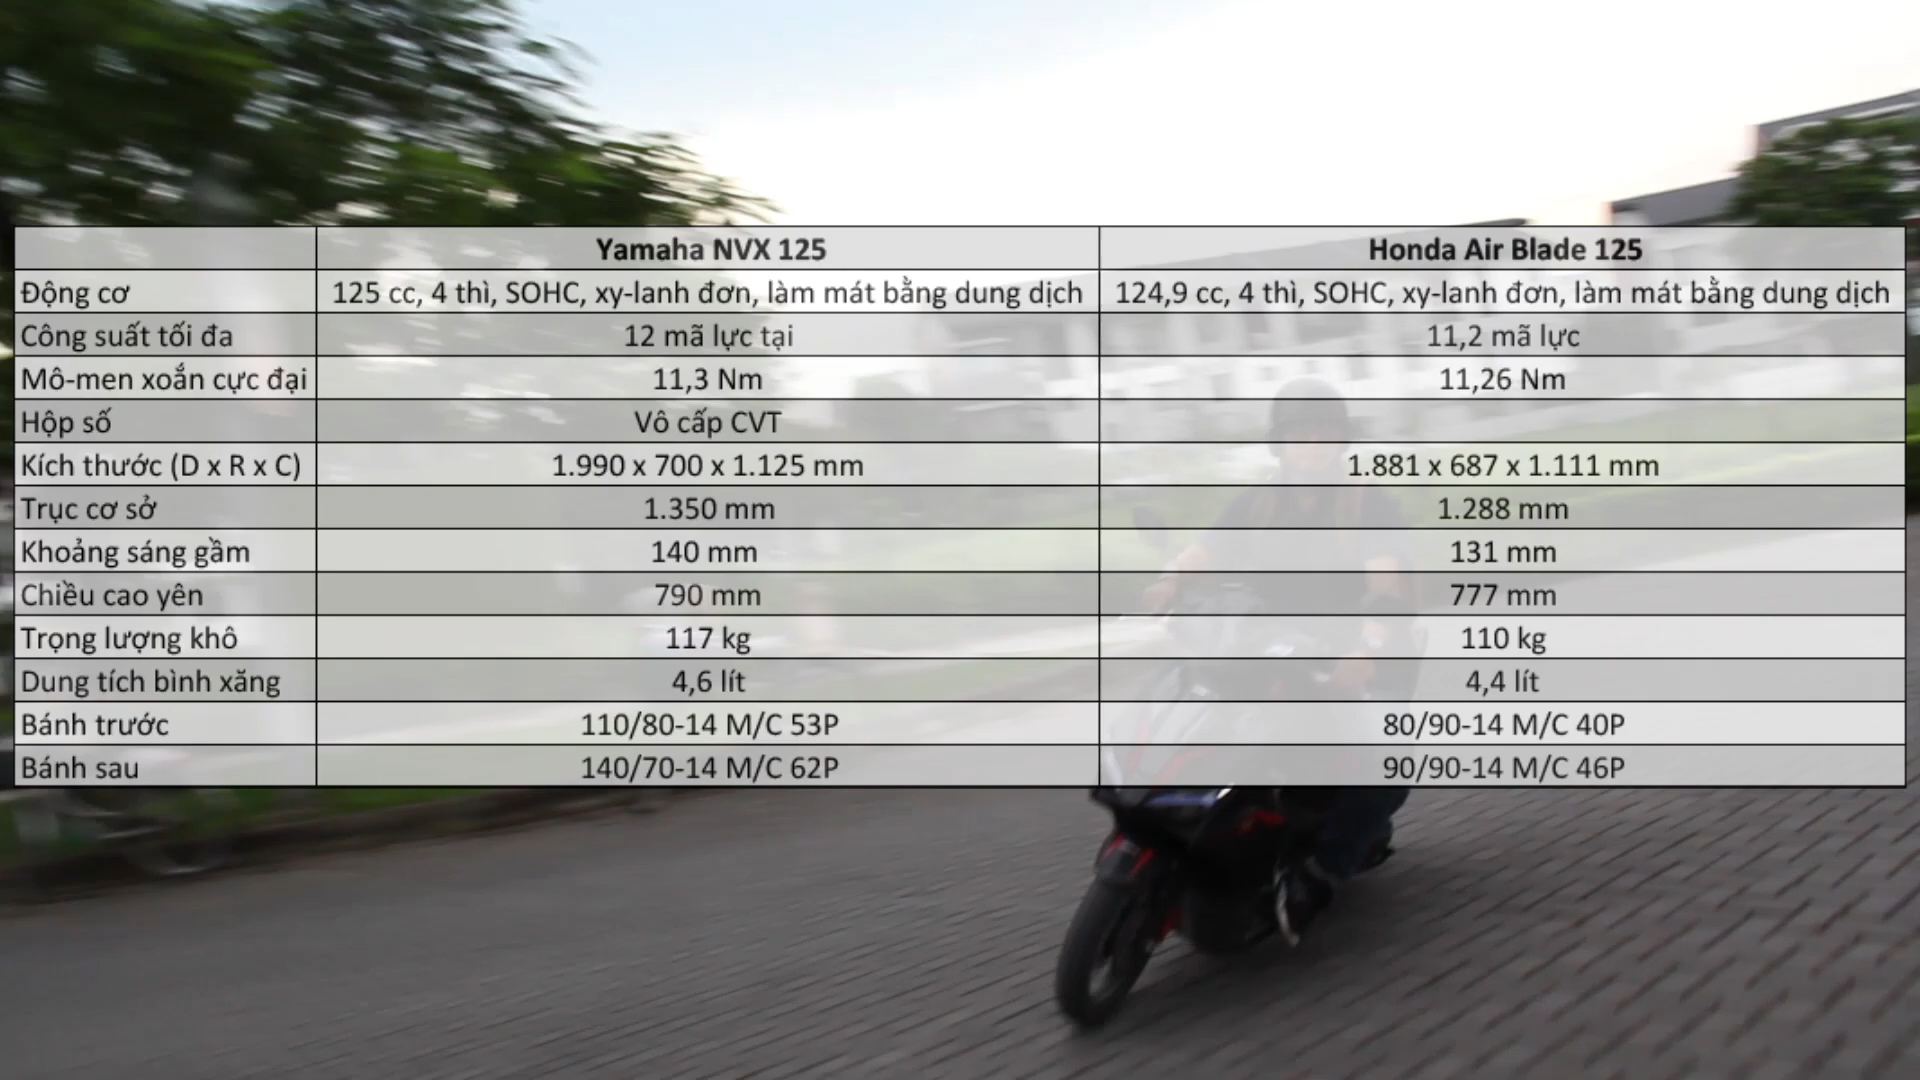 Yamaha NVX 125 Honda Air Blade 125
Động cơ 125 cc, 4 thì, SOHC, xy-lanh đơn, làm mát bằng dung dịch 124,9 cc, 4 thì, SOHC, xy-lanh đơn, làm mát bằng dung dịch
Công suất tối đa 12 mã lực tại 11,2 mã lực
Mô-men xoắn cực đại 11,3 Nm 11,26 Nm
Hộp số Vô cấp CVT
Kích thước (D x R x C) 1.990 x 700 x 1.125 mm 1.881 x 687 x 1.111 mm
Trục cơ sở 1.350 mm 1.288 mm
Khoảng sáng gầm 140 mm 131 mm
Chiều cao yên 790 mm 777 mm
Trọng lượng khô 117 kg 110 kg
Dung tích bình xăng 4,6 lít 4,4 lít
Bánh trước 110/80-14 M/C 53P 80/90-14 M/C 40P
Bánh sau 140/70-14 M/C 62P 90/90-14 M/C 46P